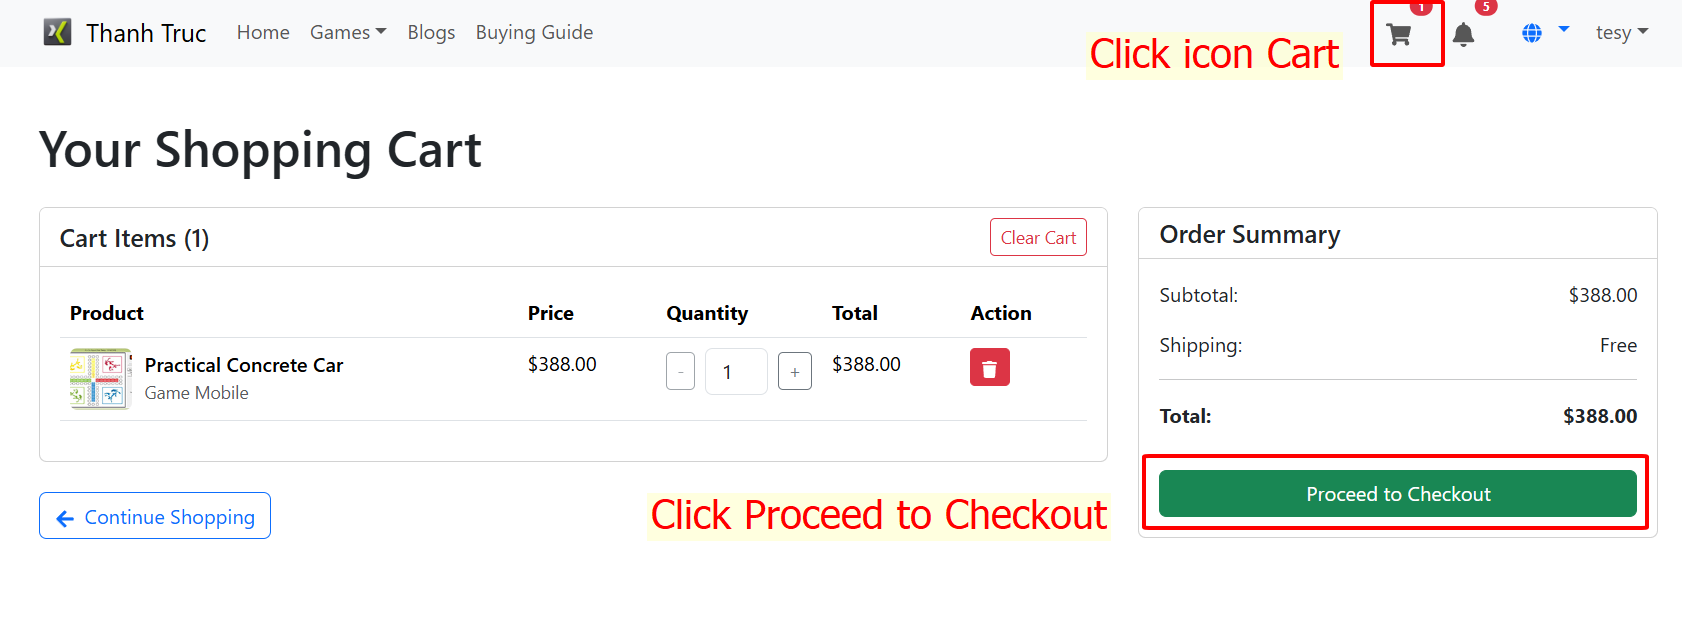 Thanh Truc Home Games Blogs Buying Guide 1 5 tesy
Click icon Cart
Your Shopping Cart
Cart Items (1) Clear Cart
Product Price Quantity Total Action
Practical Concrete Car $388.00 - 1 + $388.00
Game Mobile
Continue Shopping
Order Summary
Subtotal: $388.00
Shipping: Free
Total: $388.00
Proceed to Checkout
Click Proceed to Checkout